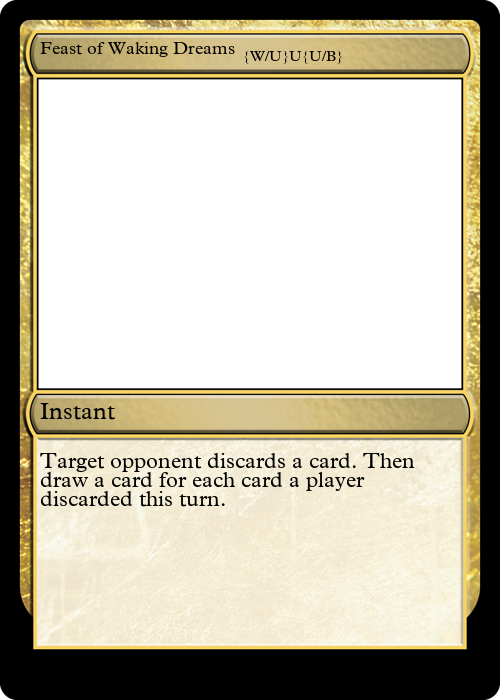 Feast of Waking Dreams {W/U}U{U/B}
Instant
Target opponent discards a card. Then
draw a card for each card a player
discarded this turn.